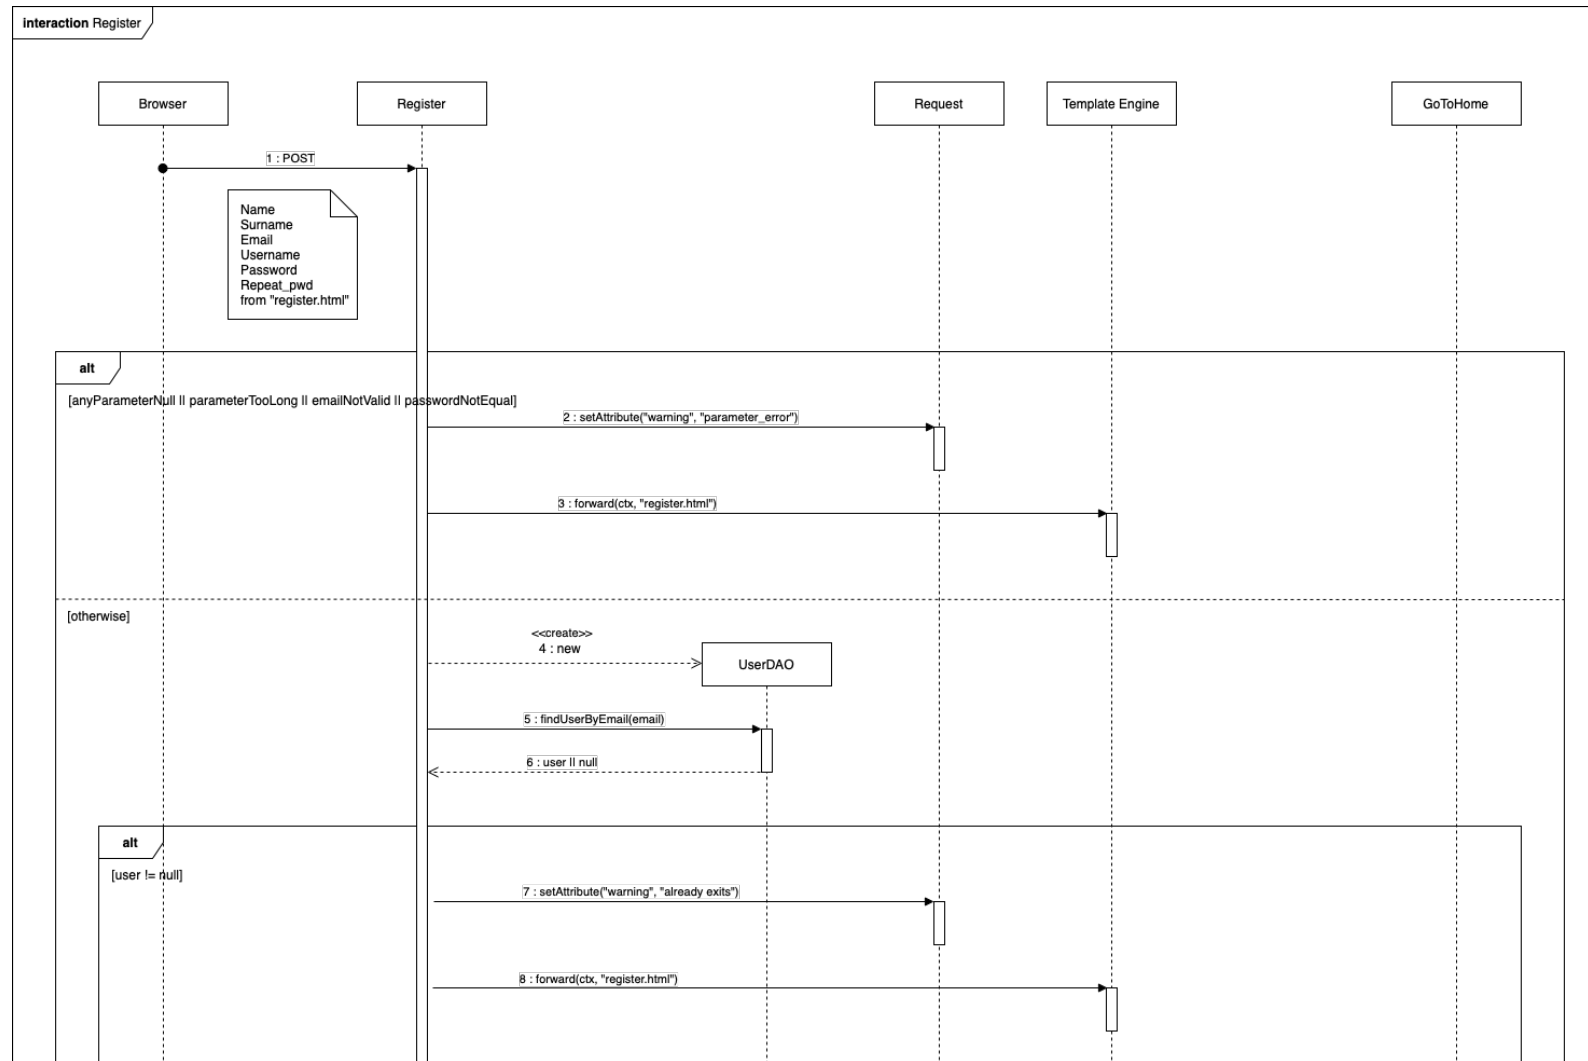 interaction Register
Browser
Register
Request
Template Engine
GoToHome
1 : POST
Name
Surname
Email
Username
Password
Repeat_pwd
from "register.html"
alt
[anyParameterNull || parameterTooLong || emailNotValid || passwordNotEqual]
2 : setAttribute("warning", "parameter_error")
3 : forward(ctx, "register.html")
[otherwise]
<<create>>
4 : new
UserDAO
5 : findUserByEmail(email)
6 : user || null
alt
[user != null]
7 : setAttribute("warning", "already exits")
8 : forward(ctx, "register.html")